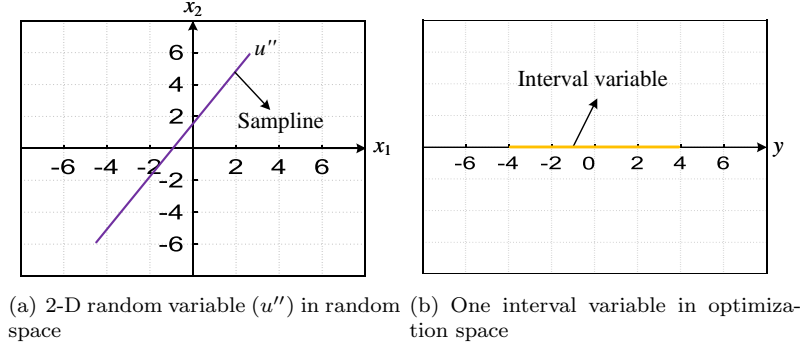 x2
6
u′′
4
2
Sampline
x1
-6 -4 -2 2 4 6
-2
-4
-6
Interval variable
y
-6 -4 -2 0 2 4 6
(a) 2-D random variable (u′′) in random
space
(b) One interval variable in optimiza-
tion space